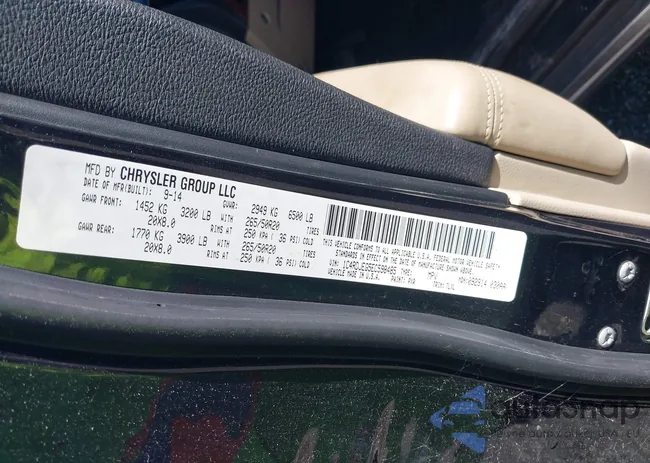 MFD BY CHRYSLER GROUP LLC
DATE OF MFR(BUILT): 9-14 GVWR: 2949 KG 6500 LB
GAWR FRONT: 1452 KG 3200 LB WITH 265/50R20 TIRES
20X8.0 RIMS AT 250 KPA ( 36 PSI) COLD
GAWR REAR: 1770 KG 3900 LB WITH 265/50R20 TIRES
20X8.0 RIMS AT 250 KPA ( 36 PSI) COLD
THIS VEHICLE CONFORMS TO ALL APPLICABLE U.S.A. FEDERAL MOTOR VEHICLE SAFETY
STANDARDS IN EFFECT ON THE DATE OF MANUFACTURE SHOWN ABOVE.
VIN: TYPE: MPV
MADE IN U.S.A. PAINT: PXR TRIM:
AutoSnap